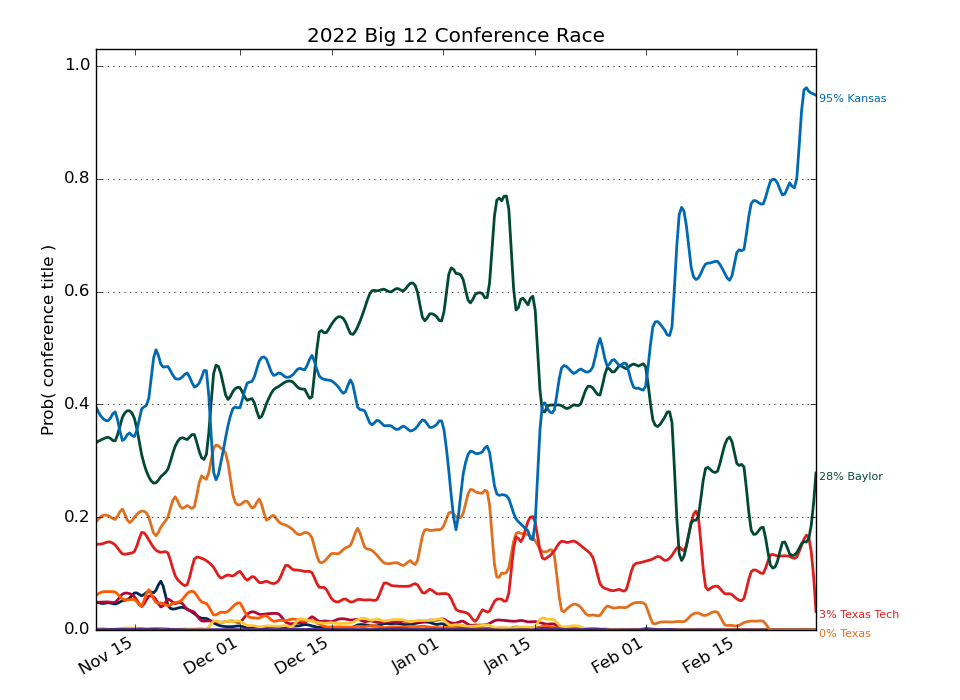 2022 Big 12 Conference Race
Prob( conference title )
1.0
0.8
0.6
0.4
0.2
0.0
Nov 15
Dec 01
Dec 15
Jan 01
Jan 15
Feb 01
Feb 15
95% Kansas
28% Baylor
3% Texas Tech
0% Texas